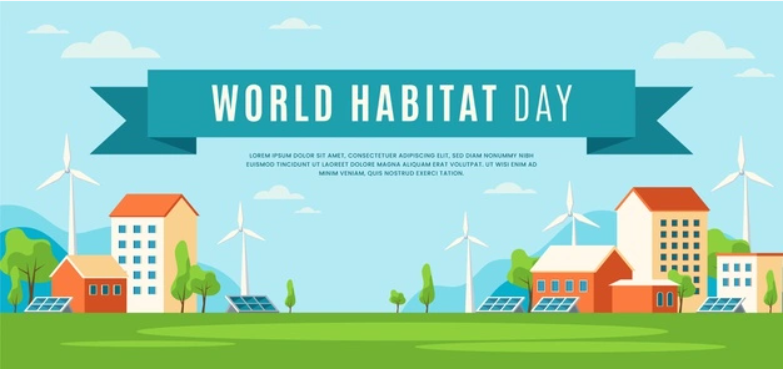 WORLD HABITAT DAY
LOREM IPSUM DOLOR SIT AMET, CONSECTETUER ADIPISCING ELIT, SED DIAM NONUMMY NIBH
EUISMOD TINCIDUNT UT LAOREET DOLORE MAGNA ALIQUAM ERAT VOLUTPAT. UT WISI ENIM AD
MINIM VENIAM, QUIS NOSTRUD EXERCI TATION.